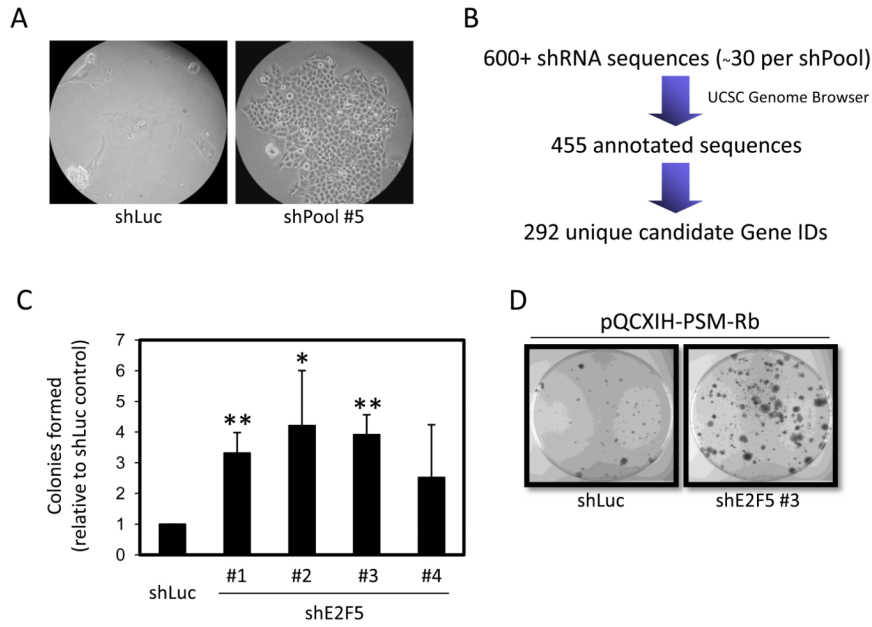 A
shLuc
shPool #5
B
600+ shRNA sequences (~30 per shPool)
UCSC Genome Browser
455 annotated sequences
292 unique candidate Gene IDs
C
Colonies formed
(relative to shLuc control)
7
6
5
4
3
2
1
0
**
*
**
shLuc
#1
#2
#3
#4
shE2F5
D
pQCXIH-PSM-Rb
shLuc
shE2F5 #3